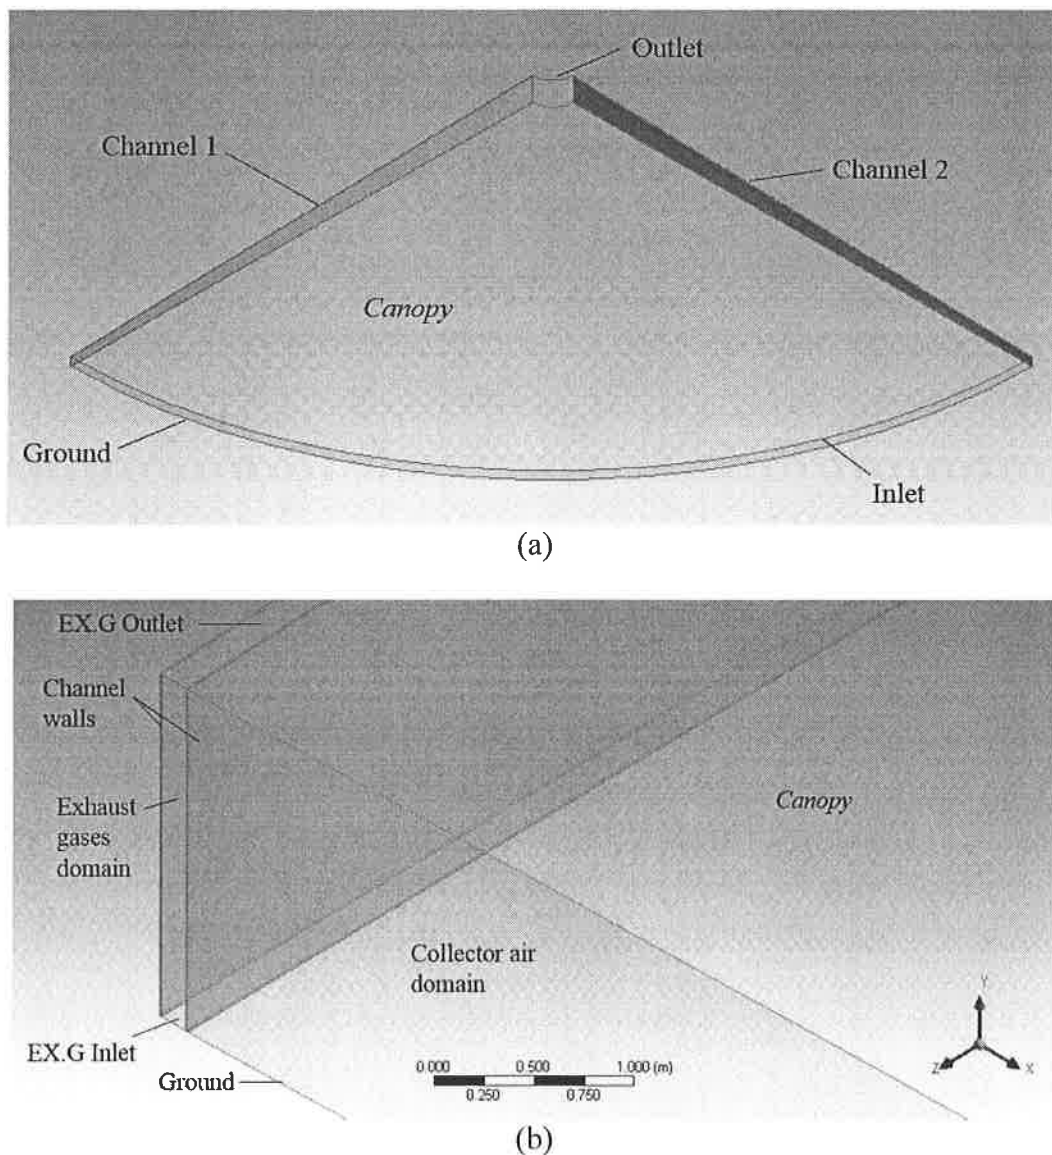 Outlet
Channel 1
Channel 2
Canopy
Ground
Inlet
(a)
EX.G Outlet
Channel
walls
Exhaust
gases
domain
Canopy
Collector air
domain
EX.G Inlet
Ground
0.000 0.500 1.000 (m)
0.250 0.750
Y
Z
X
(b)